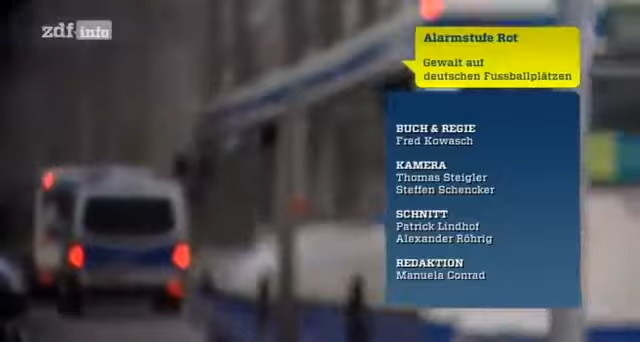 zdf.info
Alarmstufe Rot
Gewalt auf
deutschen Fussballplätzen
BUCH & REGIE
Fred Kowasch
KAMERA
Thomas Steigler
Steffen Schencker
SCHNITT
Patrick Lindhof
Alexander Röhrig
REDAKTION
Manuela Conrad